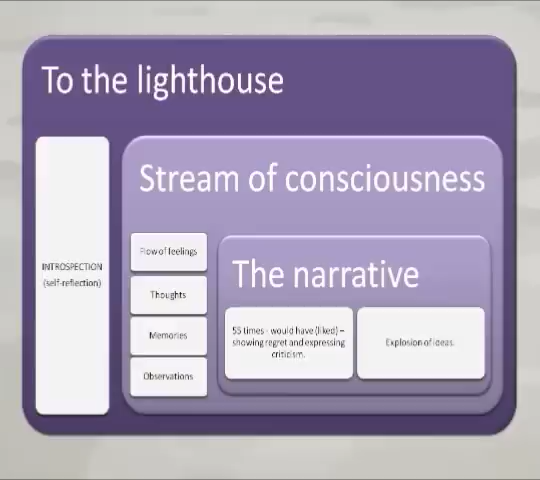 To the lighthouse
Stream of consciousness
INTROSPECTION
(self-reflection)
Flow of feelings
Thoughts
Memories
Observations
The narrative
55 times - would have (liked) –
showing regret and expressing
criticism.
Explosion of ideas.